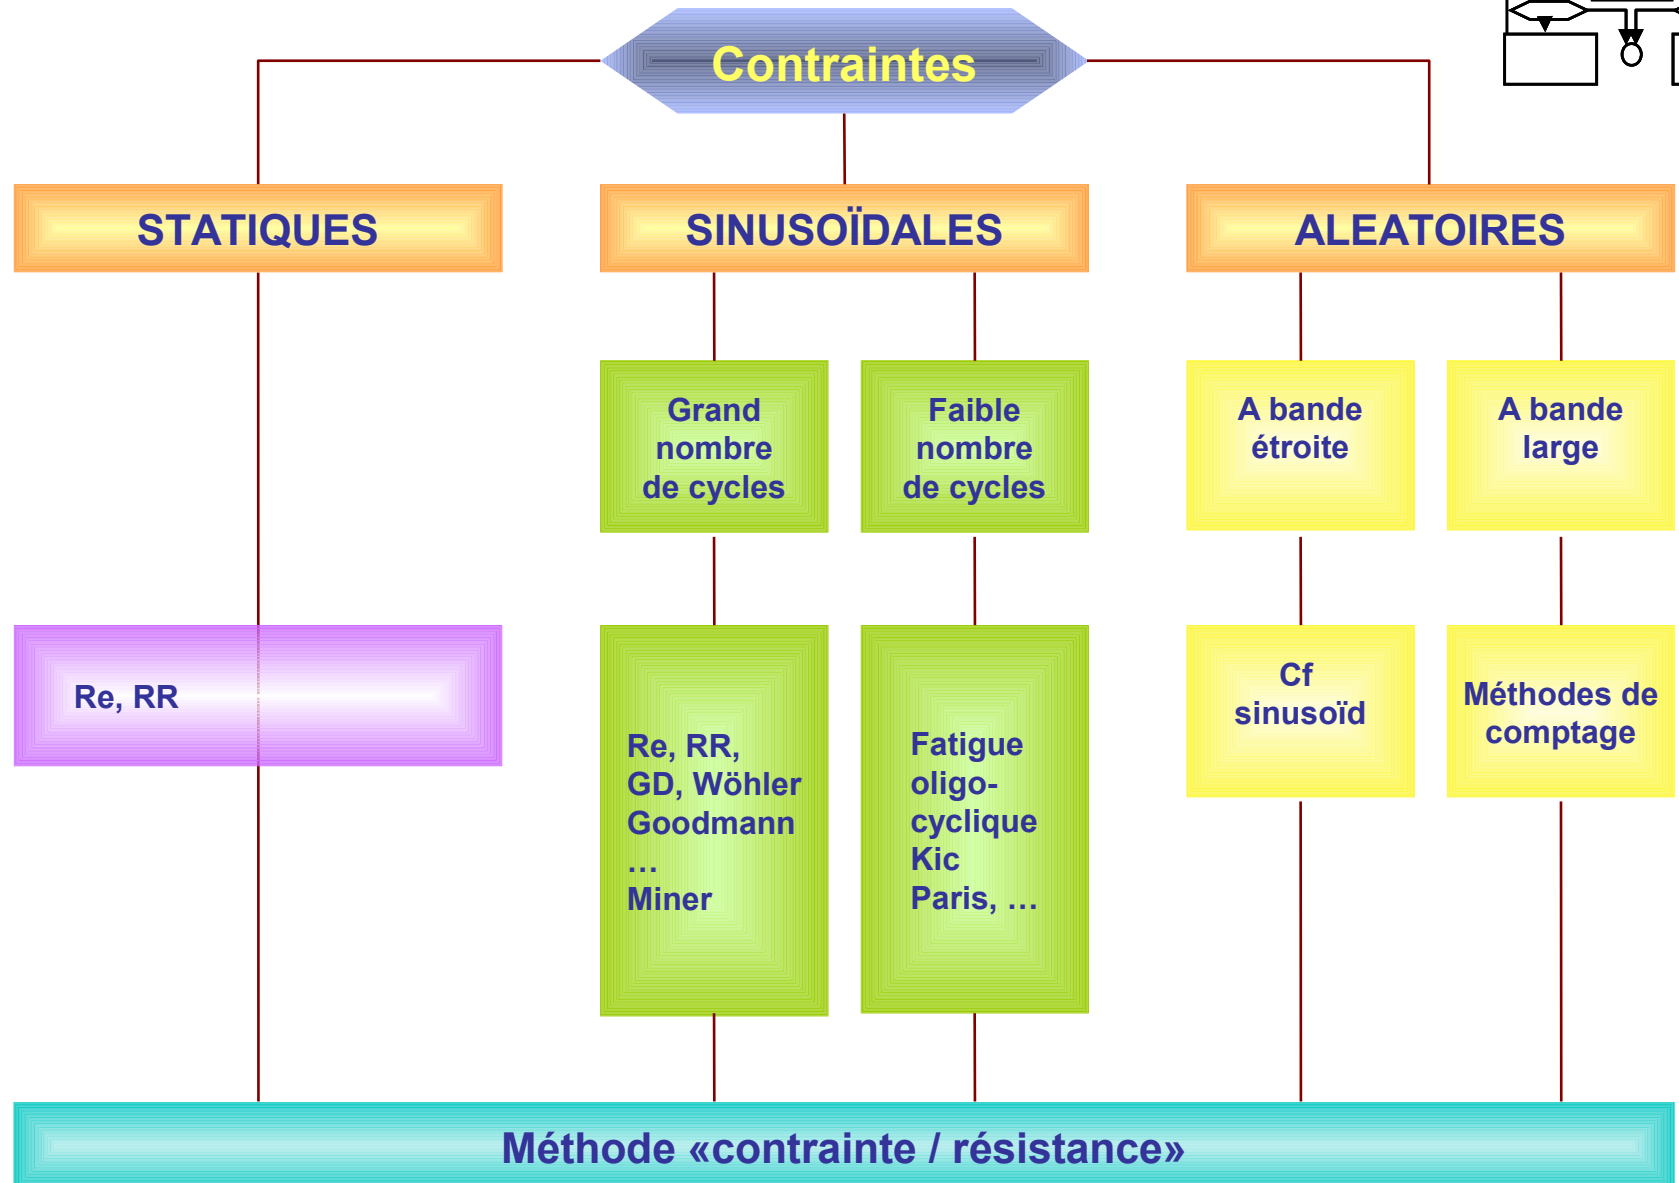 Contraintes
STATIQUES
SINUSOÏDALES
ALEATOIRES
Grand
nombre
de cycles
Faible
nombre
de cycles
A bande
étroite
A bande
large
Re, RR
Re, RR,
GD, Wöhler
Goodmann
…
Miner
Fatigue
oligo-
cyclique
Kic
Paris, …
Cf
sinusoïd
Méthodes de
comptage
Méthode «contrainte / résistance»